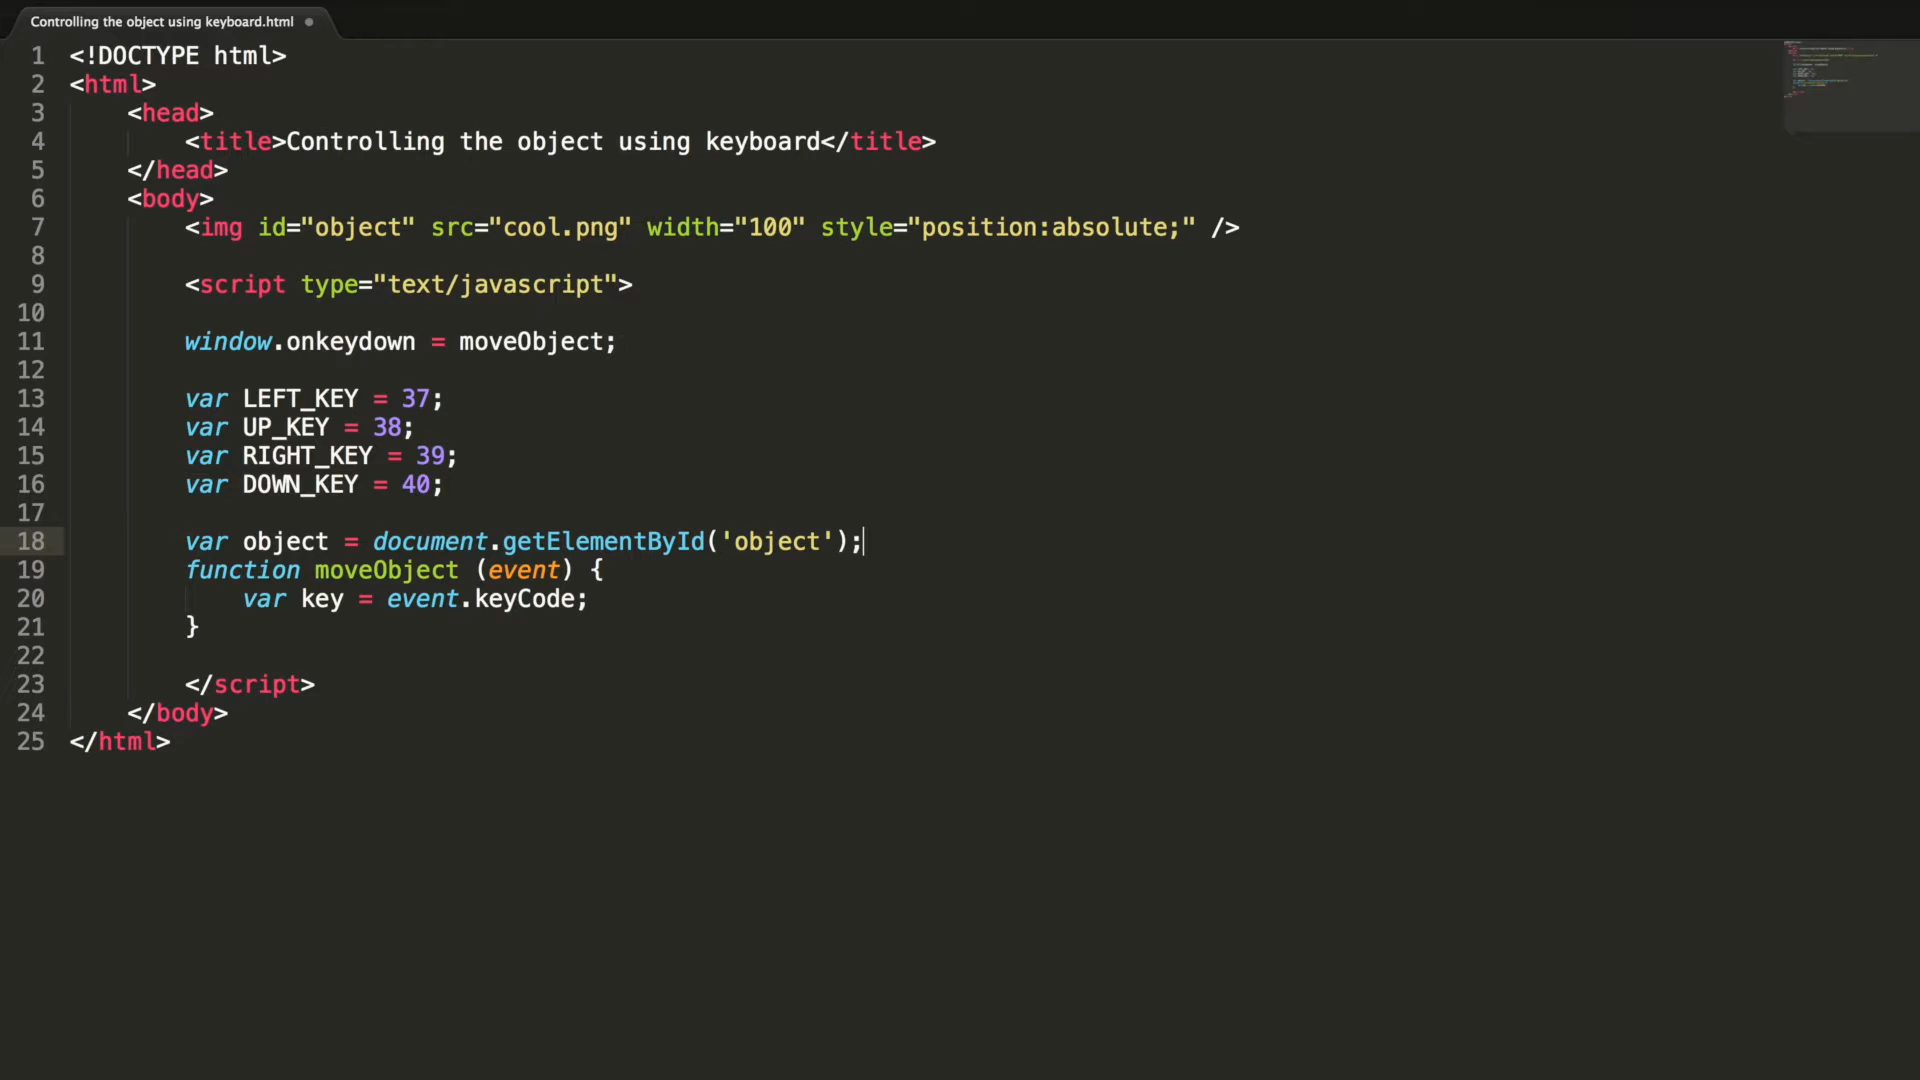 Controlling the object using keyboard.html
1 <!DOCTYPE html>
2 <html>
3 <head>
4 <title>Controlling the object using keyboard</title>
5 </head>
6 <body>
7 <img id="object" src="cool.png" width="100" style="position:absolute;" />
8
9 <script type="text/javascript">
10
11 window.onkeydown = moveObject;
12
13 var LEFT_KEY = 37;
14 var UP_KEY = 38;
15 var RIGHT_KEY = 39;
16 var DOWN_KEY = 40;
17
18 var object = document.getElementById('object');
19 function moveObject (event) {
20 var key = event.keyCode;
21 }
22
23 </script>
24 </body>
25 </html>